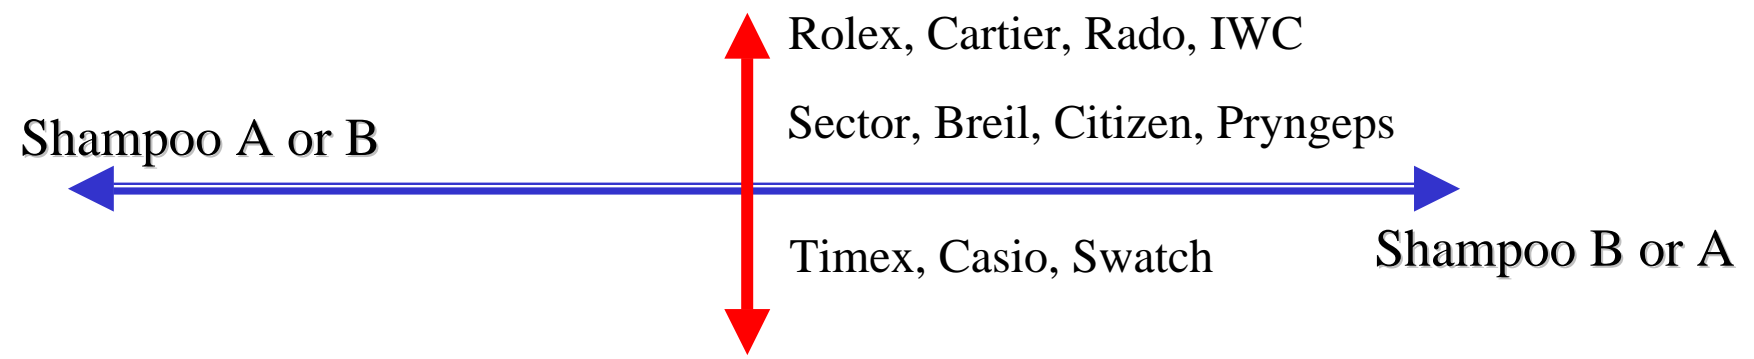 Rolex, Cartier, Rado, IWC
Sector, Breil, Citizen, Pryngeps
Shampoo A or B
Timex, Casio, Swatch
Shampoo B or A